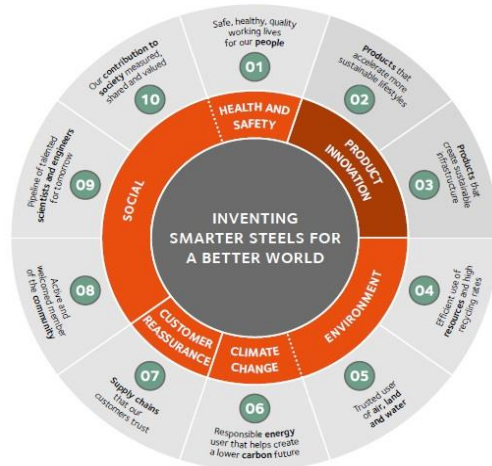 INVENTING
SMARTER STEELS FOR
A BETTER WORLD
HEALTH AND
SAFETY
PRODUCT
INNOVATION
ENVIRONMENT
CLIMATE
CHANGE
CUSTOMER
REASSURANCE
SOCIAL
Safe, healthy, quality
working lives
for our people
01
Products that
accelerate more
sustainable lifestyles
02
Products that
create sustainable
infrastructure
03
Efficient use of
resources and high
recycling rates
04
Trusted user
of air, land
and water
05
Responsible energy
user that helps create
a lower carbon future
06
Supply chains
that our
customers trust
07
Active and
welcomed member
of the community
08
Pipeline of talented
scientists and engineers
for tomorrow
09
Our contribution to
society measured,
shared and valued
10